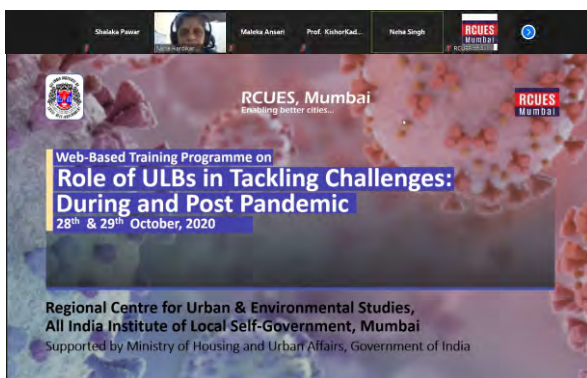 Shalaka Pawar
Maleka Ansari
Prof. KishorKad...
Neha Singh
RCUES
Mumbai
RCUES, Mumbai
Enabling better cities...
RCUES
Mumbai
Web-Based Training Programme on
Role of ULBs in Tackling Challenges:
During and Post Pandemic
28th & 29th October, 2020
Regional Centre for Urban & Environmental Studies,
All India Institute of Local Self-Government, Mumbai
Supported by Ministry of Housing and Urban Affairs, Government of India